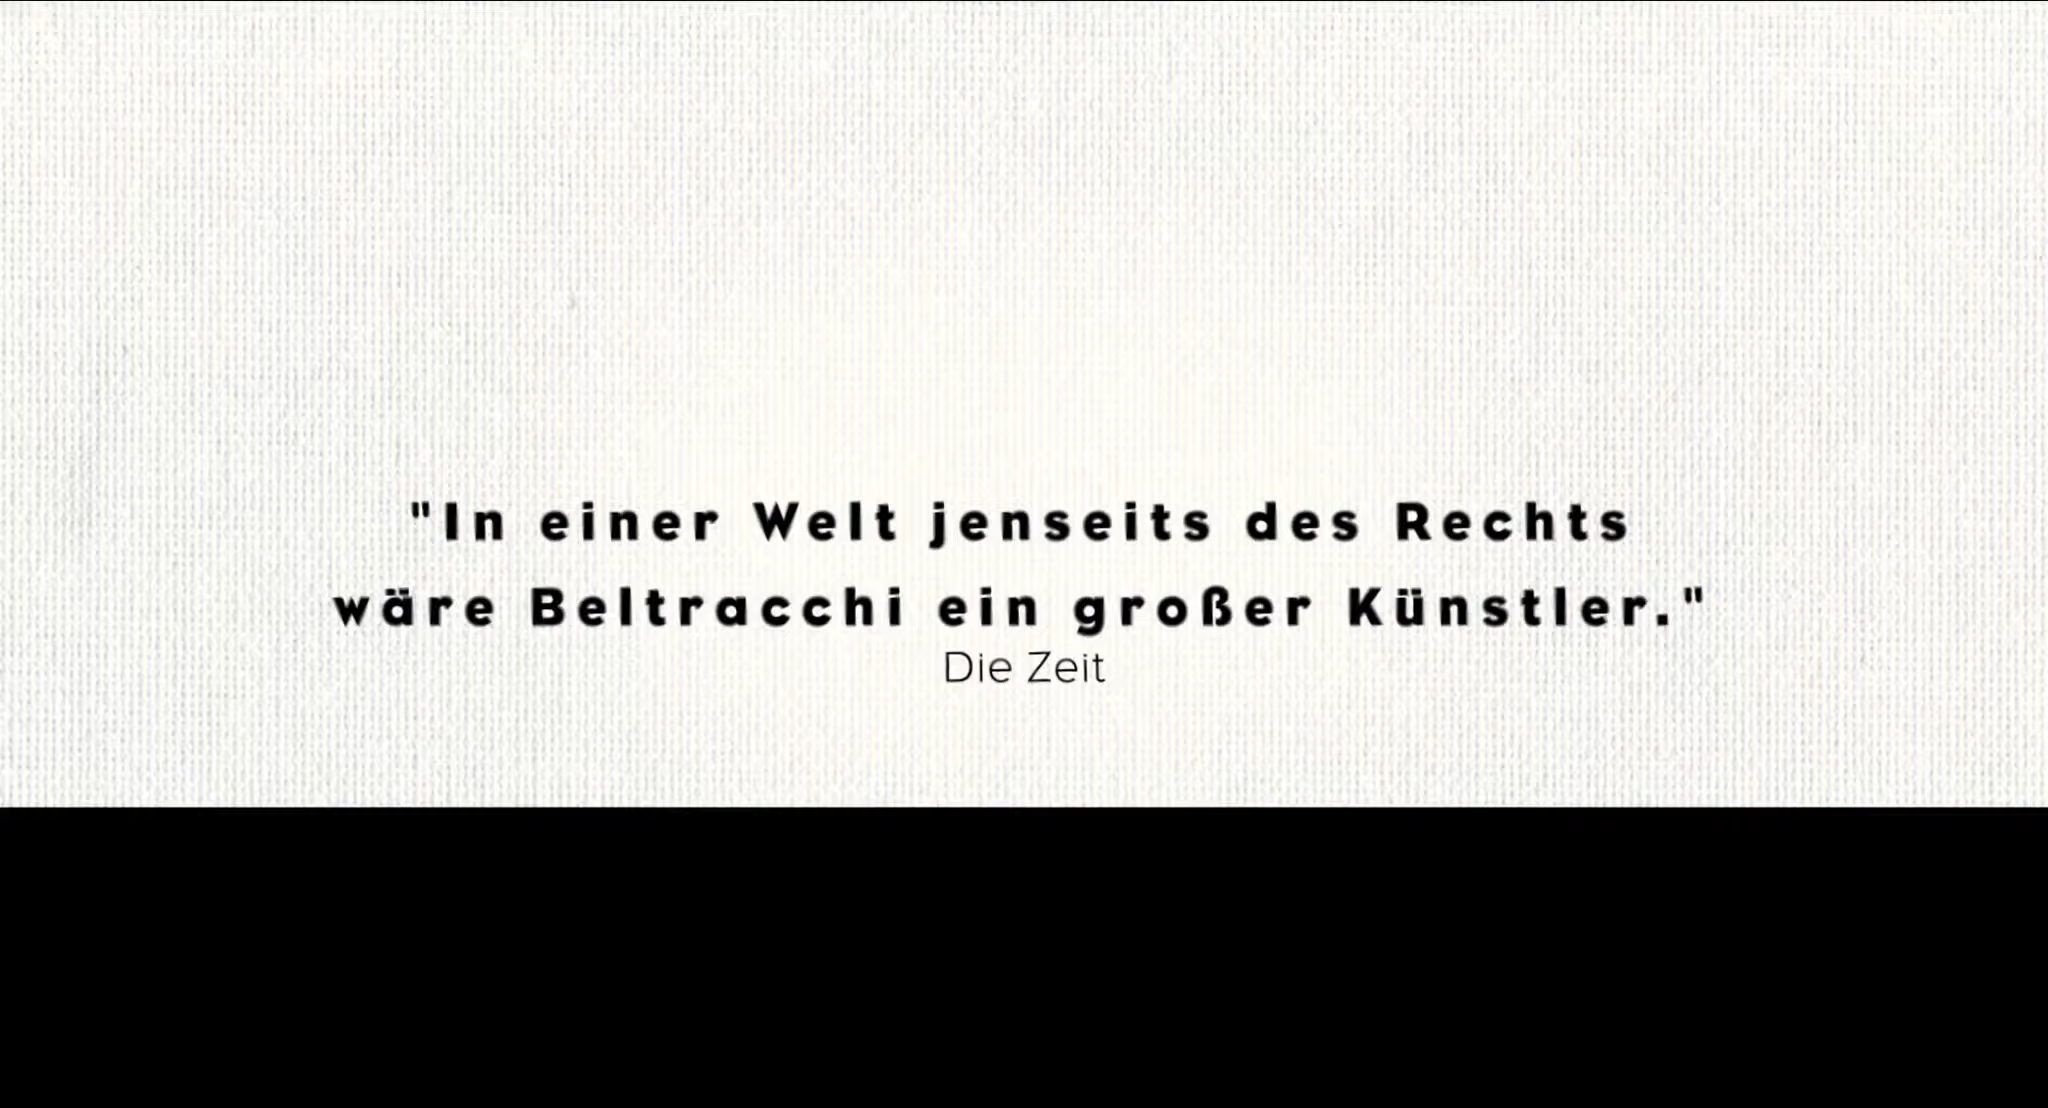 "In einer Welt jenseits des Rechts
wäre Beltracchi ein großer Künstler."
Die Zeit